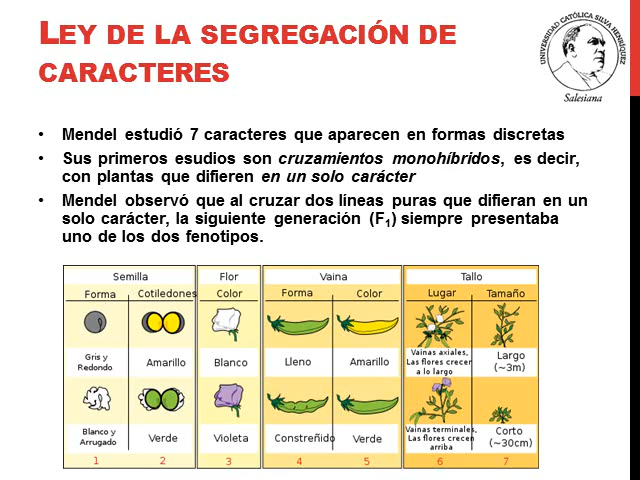 LEY DE LA SEGREGACIÓN DE
CARACTERES
UNIVERSIDAD CATÓLICA SILVA HENRÍQUEZ
Salesiana
• Mendel estudió 7 caracteres que aparecen en formas discretas
• Sus primeros esudios son cruzamientos monohíbridos, es decir,
con plantas que difieren en un solo carácter
• Mendel observó que al cruzar dos líneas puras que difieran en un
solo carácter, la siguiente generación (F1) siempre presentaba
uno de los dos fenotipos.
Semilla Flor Vaina Tallo
Forma Cotiledones Color Forma Color Lugar Tamaño
Gris y
Redondo
Amarillo
Blanco
Lleno
Amarillo
Vainas axiales,
Las flores crecer
a lo largo
Largo
(~3m)
Blanco y
Arrugado
Verde
Violeta
Constreñido
Verde
Vainas terminales,
Las flores crecen
arriba
Corto
(~30cm)
1 2 3 4 5 6 7